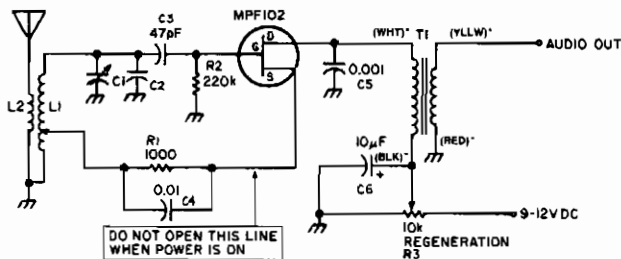 MPF102
C3
47pF
D
G
S
(WHT)*
T1
(YLLW)*
AUDIO OUT
R2
220k
C1
C2
0.001
C5
L2
L1
10µF
(BLK)*
(RED)*
+
C6
R1
1000
0.01
C4
9-12VDC
10k
REGENERATION
R3
DO NOT OPEN THIS LINE
WHEN POWER IS ON